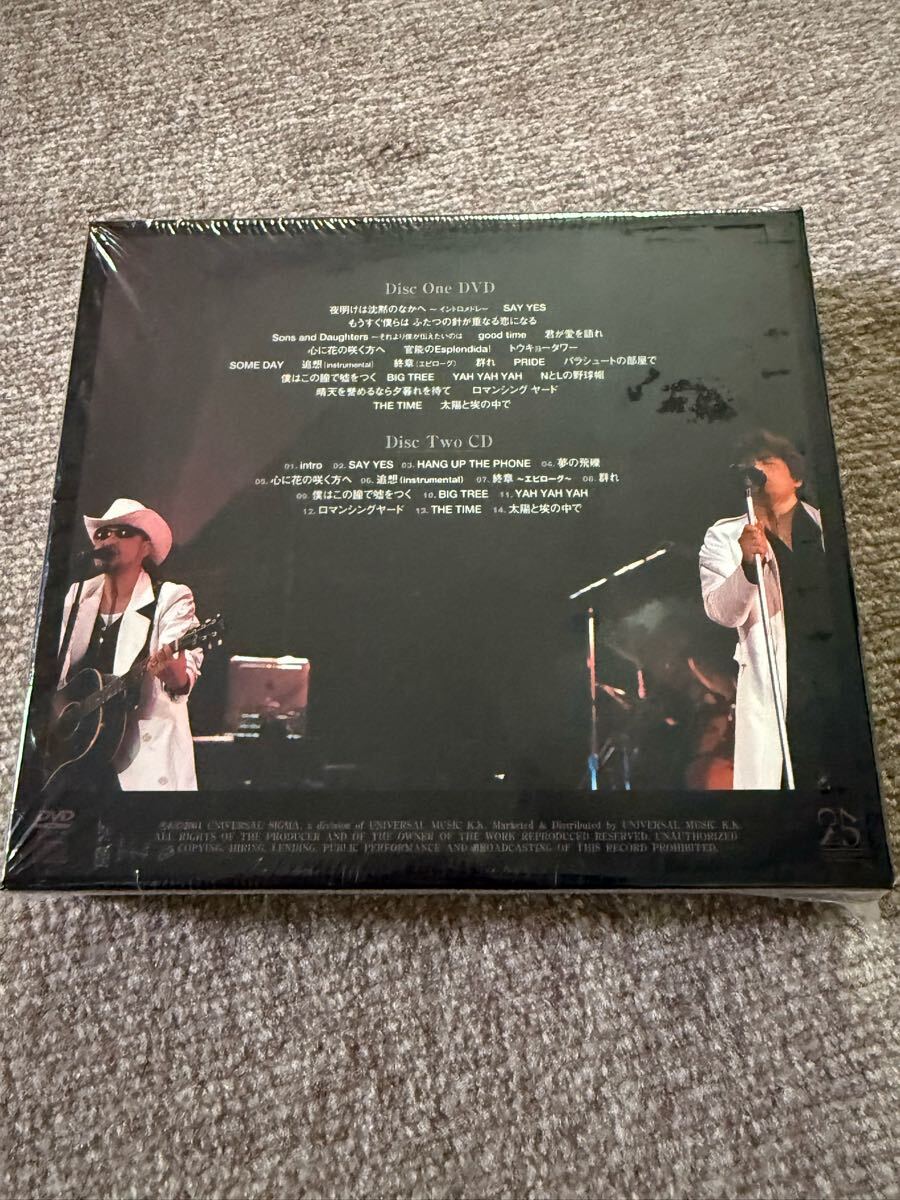 Disc One DVD
夜明けは沈黙のなかへ ～イントロメドレー　SAY YES
もうすぐ僕らは ふたつの針が重なる恋になる
Sons and Daughters ～それより僕が伝えたいのは　good time　君が愛を語れ
心に花の咲く方へ　官能のEsplendida!　トウキョータワー
SOME DAY　追想(instrumental)　終章(エピローグ)　群れ　PRIDE　パラシュートの部屋で
僕はこの瞳で嘘をつく　BIG TREE　YAH YAH YAH　NとLの野球帽
晴天を誉めるなら夕暮れを待て　ロマンシング ヤード
THE TIME　太陽と埃の中で
Disc Two CD
01. intro　02. SAY YES　03. HANG UP THE PHONE　04. 夢の飛礫
05. 心に花の咲く方へ　06. 追想(instrumental)　07. 終章 ～エピローグ～　08. 群れ
09. 僕はこの瞳で嘘をつく　10. BIG TREE　11. YAH YAH YAH
12. ロマンシングヤード　13. THE TIME　14. 太陽と埃の中で
DVD
UNIVERSAL SIGMA, a division of UNIVERSAL MUSIC K.K. Marketed & Distributed by UNIVERSAL MUSIC K.K.
ALL RIGHTS OF THE PRODUCER AND OF THE OWNER OF THE WORK REPRODUCED RESERVED. UNAUTHORIZED
COPYING, HIRING, LENDING, PUBLIC PERFORMANCE AND BROADCASTING OF THIS RECORD PROHIBITED.
25